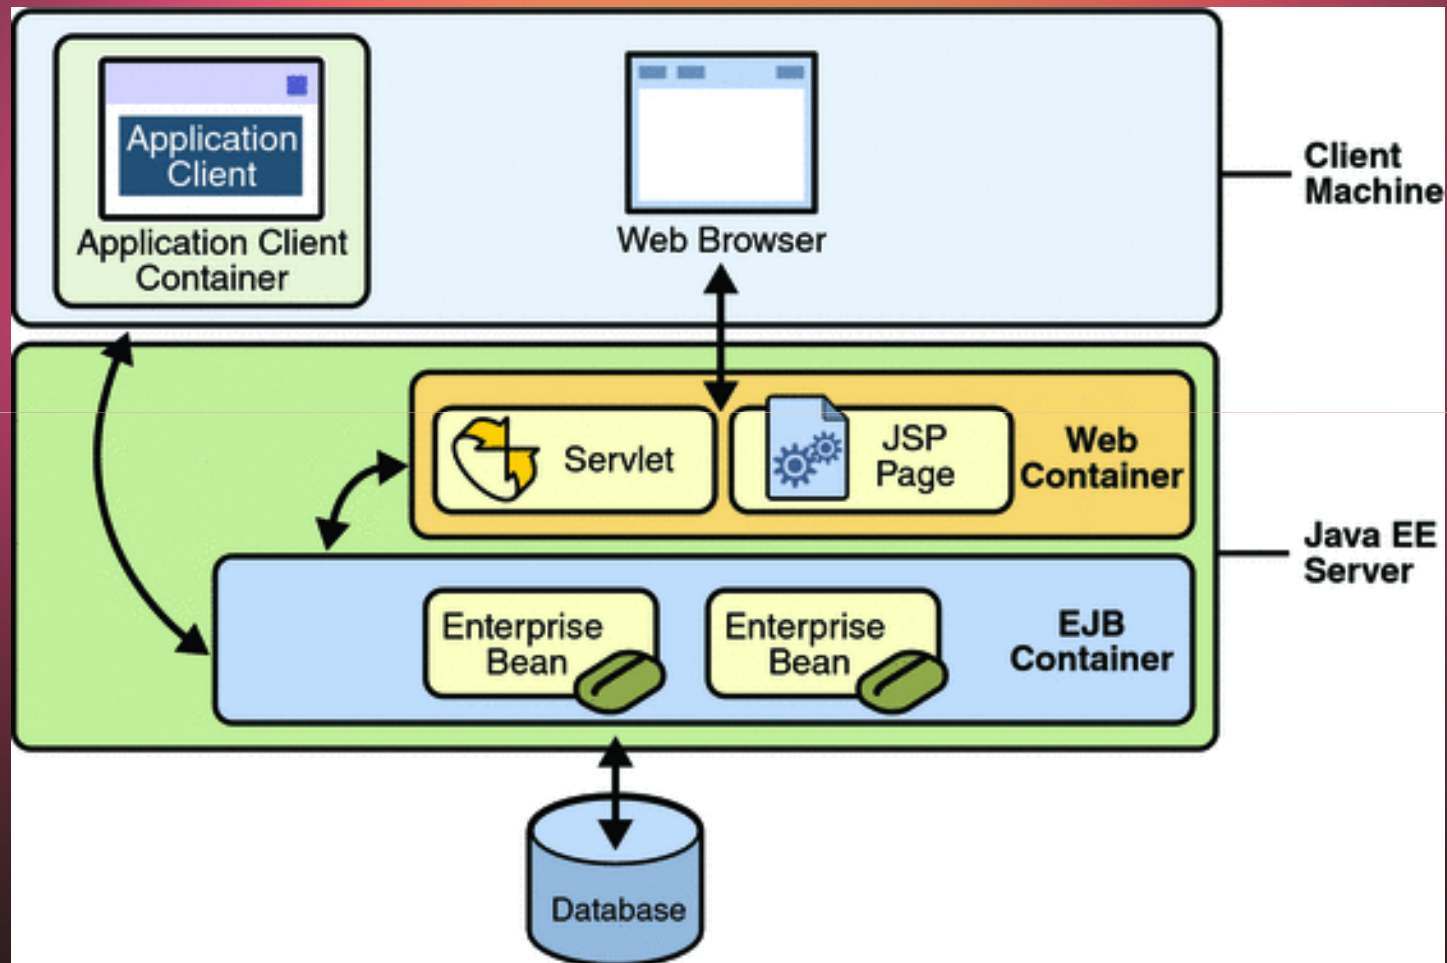 Application
Client
Application Client
Container
Web Browser
Client
Machine
Servlet
JSP
Page
Web
Container
Java EE
Server
Enterprise
Bean
Enterprise
Bean
EJB
Container
Database